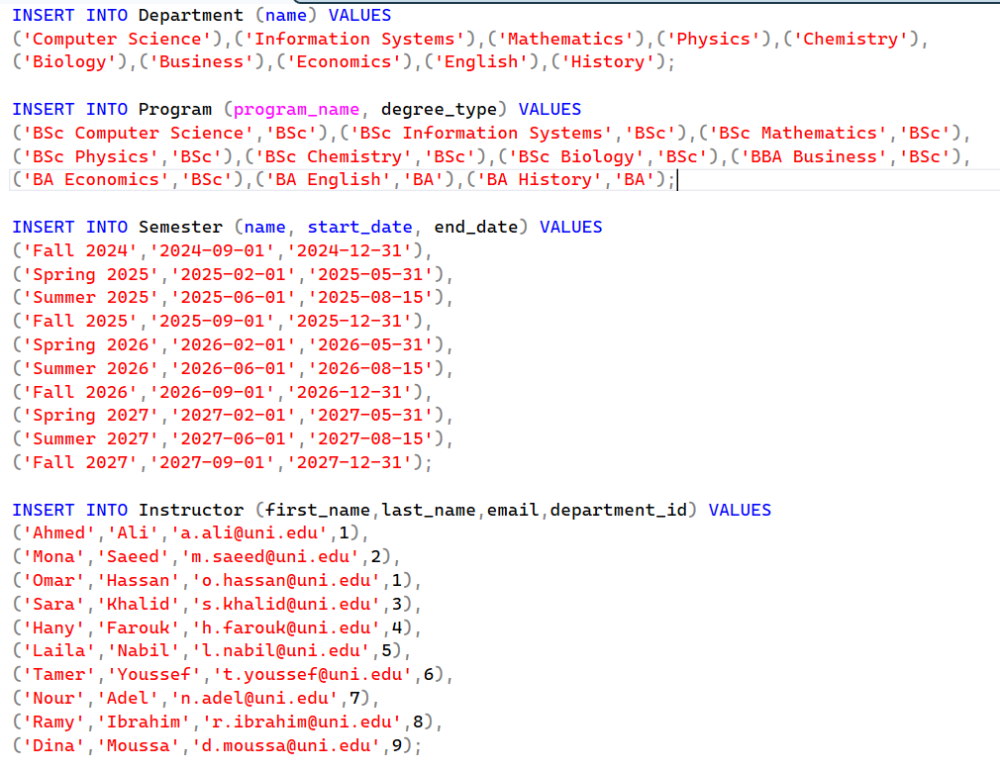 INSERT INTO Department (name) VALUES
('Computer Science'),('Information Systems'),('Mathematics'),('Physics'),('Chemistry'),
('Biology'),('Business'),('Economics'),('English'),('History');
INSERT INTO Program (program_name, degree_type) VALUES
('BSc Computer Science','BSc'),('BSc Information Systems','BSc'),('BSc Mathematics','BSc'),
('BSc Physics','BSc'),('BSc Chemistry','BSc'),('BSc Biology','BSc'),('BBA Business','BSc'),
('BA Economics','BSc'),('BA English','BA'),('BA History','BA');
INSERT INTO Semester (name, start_date, end_date) VALUES
('Fall 2024','2024-09-01','2024-12-31'),
('Spring 2025','2025-02-01','2025-05-31'),
('Summer 2025','2025-06-01','2025-08-15'),
('Fall 2025','2025-09-01','2025-12-31'),
('Spring 2026','2026-02-01','2026-05-31'),
('Summer 2026','2026-06-01','2026-08-15'),
('Fall 2026','2026-09-01','2026-12-31'),
('Spring 2027','2027-02-01','2027-05-31'),
('Summer 2027','2027-06-01','2027-08-15'),
('Fall 2027','2027-09-01','2027-12-31');
INSERT INTO Instructor (first_name,last_name,email,department_id) VALUES
('Ahmed','Ali','a.ali@uni.edu',1),
('Mona','Saeed','m.saeed@uni.edu',2),
('Omar','Hassan','o.hassan@uni.edu',1),
('Sara','Khalid','s.khalid@uni.edu',3),
('Hany','Farouk','h.farouk@uni.edu',4),
('Laila','Nabil','l.nabil@uni.edu',5),
('Tamer','Youssef','t.youssef@uni.edu',6),
('Nour','Adel','n.adel@uni.edu',7),
('Ramy','Ibrahim','r.ibrahim@uni.edu',8),
('Dina','Moussa','d.moussa@uni.edu',9);